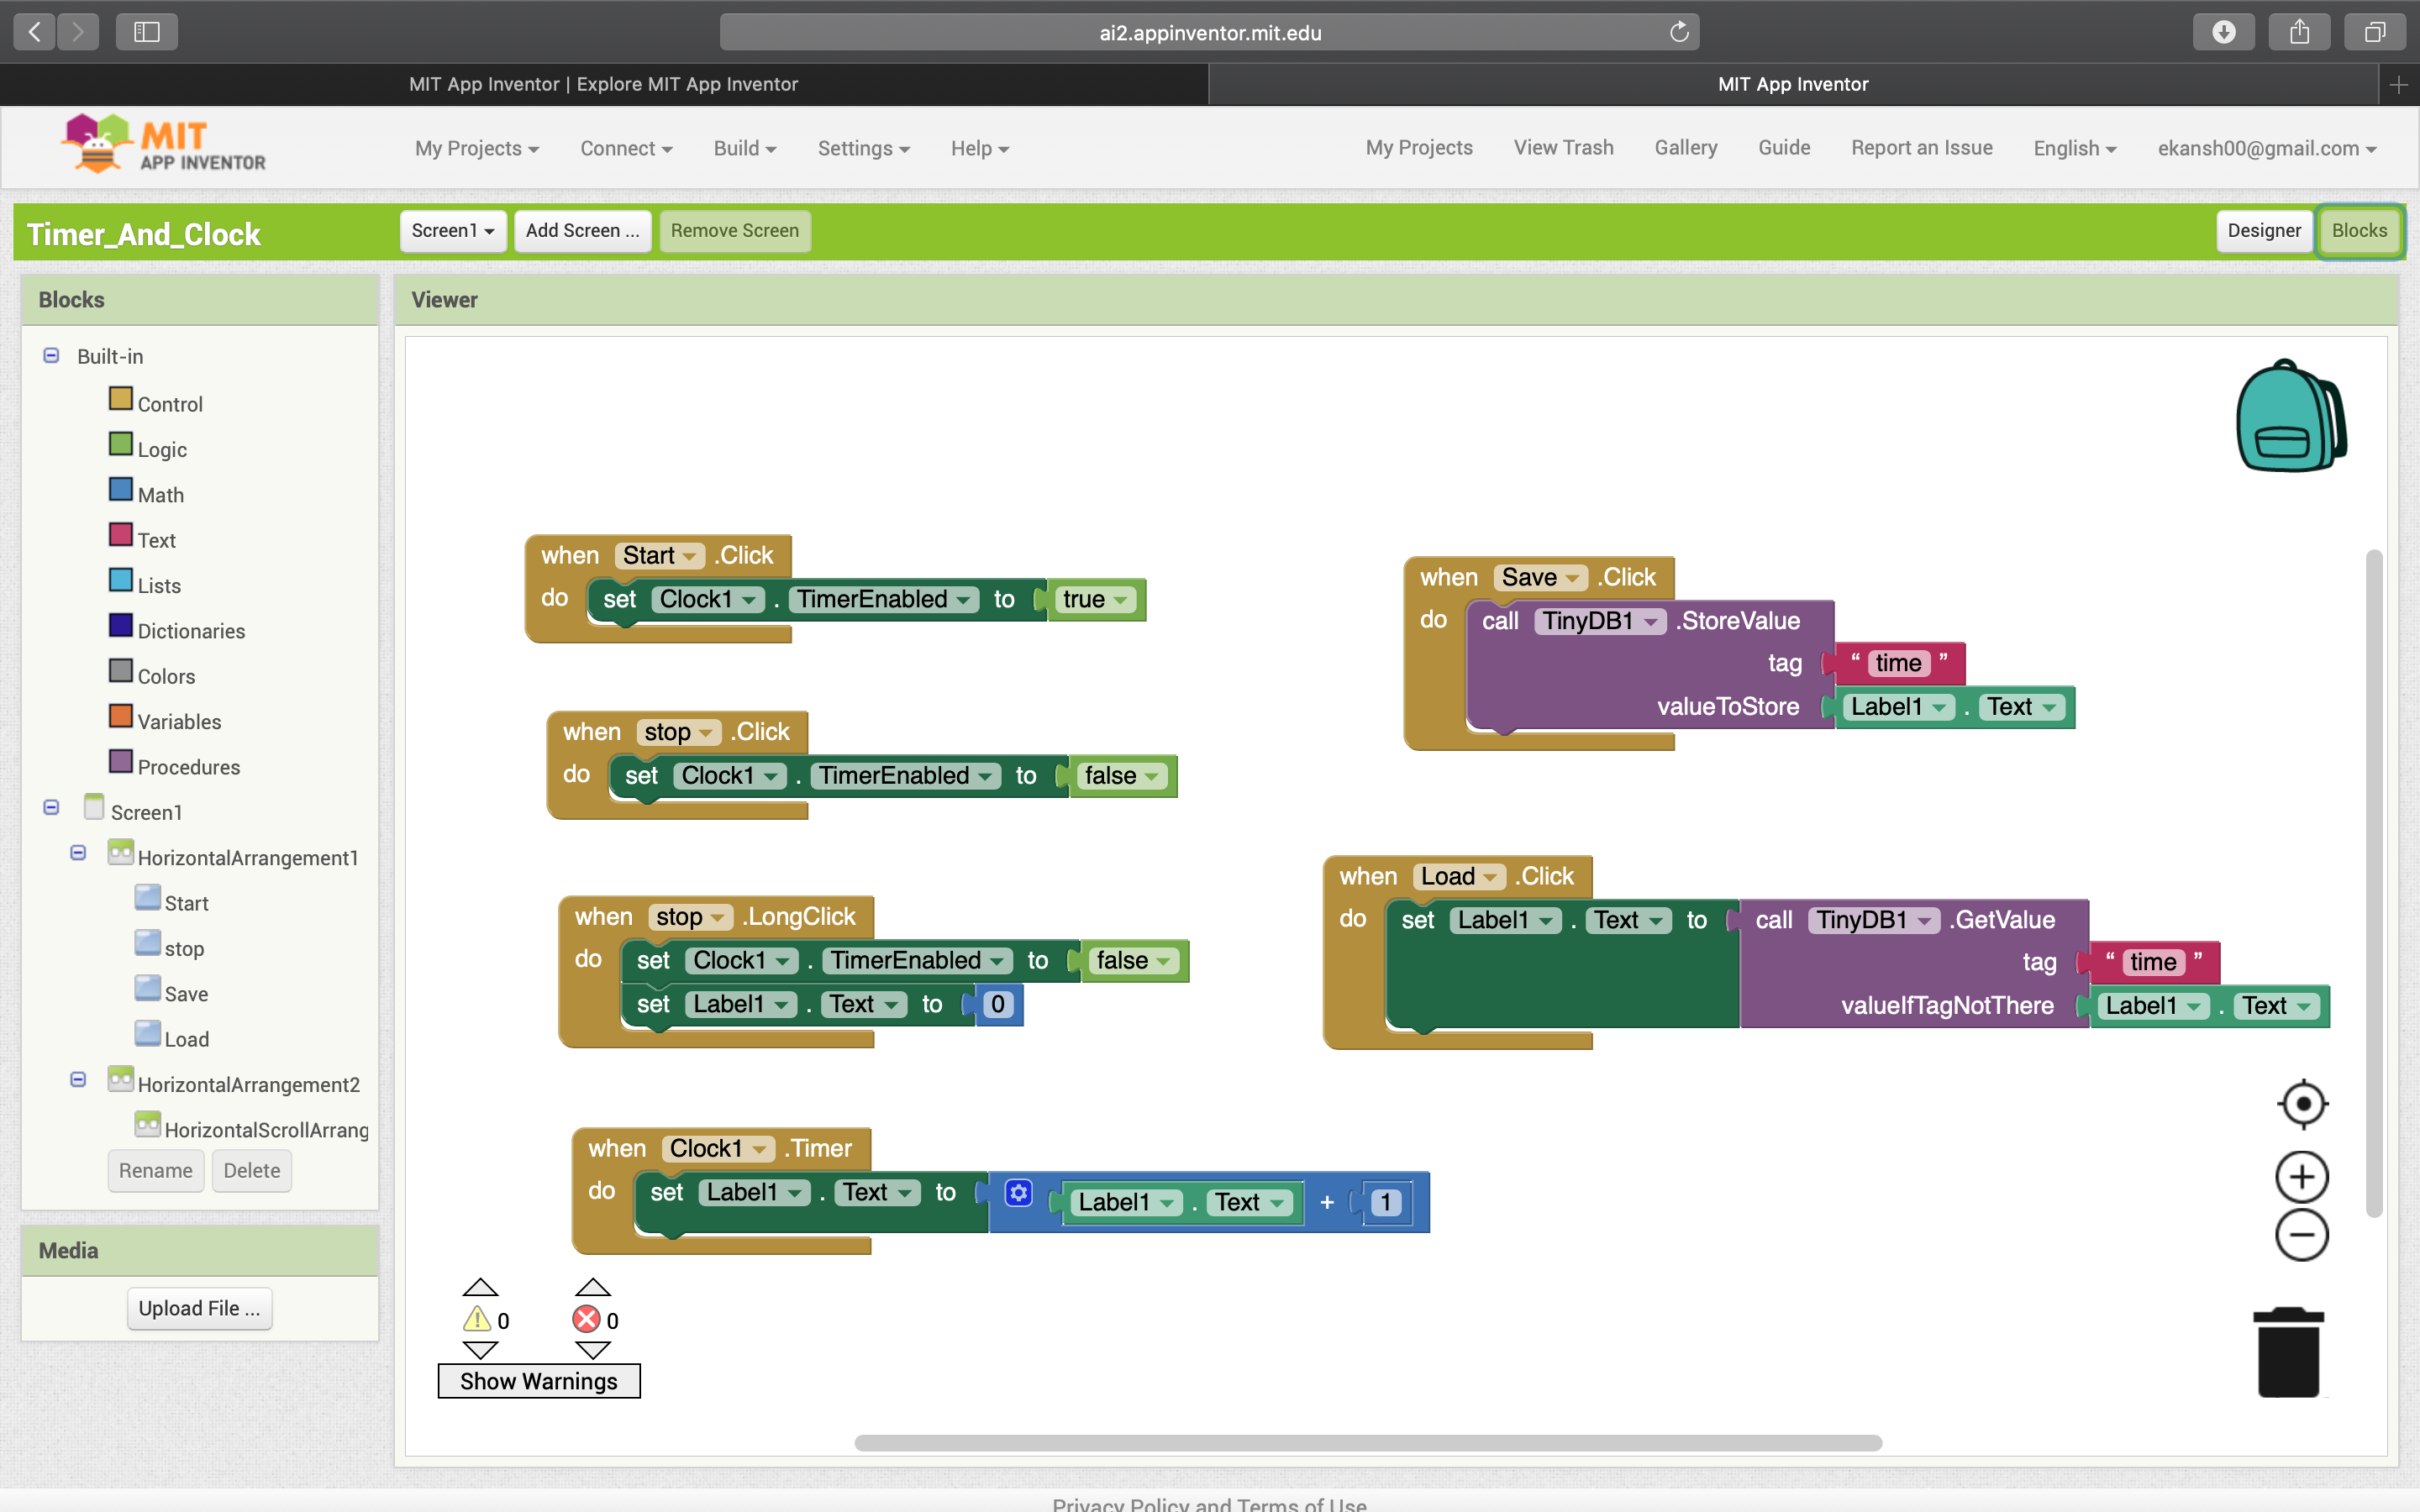 ai2.appinventor.mit.edu
MIT App Inventor | Explore MIT App Inventor
MIT App Inventor
MIT
APP INVENTOR
My Projects Connect Build Settings Help My Projects View Trash Gallery Guide Report an Issue English ekansh00@gmail.com
Timer_And_Clock Screen1 Add Screen ... Remove Screen Designer Blocks
Blocks
Built-in
Control
Logic
Math
Text
Lists
Dictionaries
Colors
Variables
Procedures
Screen1
HorizontalArrangement1
Start
stop
Save
Load
HorizontalArrangement2
HorizontalScrollArrang
Rename Delete
Media
Upload File ...
Viewer
when Start .Click
do set Clock1 . TimerEnabled to true
when stop .Click
do set Clock1 . TimerEnabled to false
when stop .LongClick
do set Clock1 . TimerEnabled to false
set Label1 . Text to 0
when Clock1 .Timer
do set Label1 . Text to Label1 . Text + 1
when Save .Click
do call TinyDB1 .StoreValue
tag “ time ”
valueToStore Label1 . Text
when Load .Click
do set Label1 . Text to call TinyDB1 .GetValue
tag “ time ”
valueIfTagNotThere Label1 . Text
0 0
Show Warnings
Privacy Policy and Terms of Use